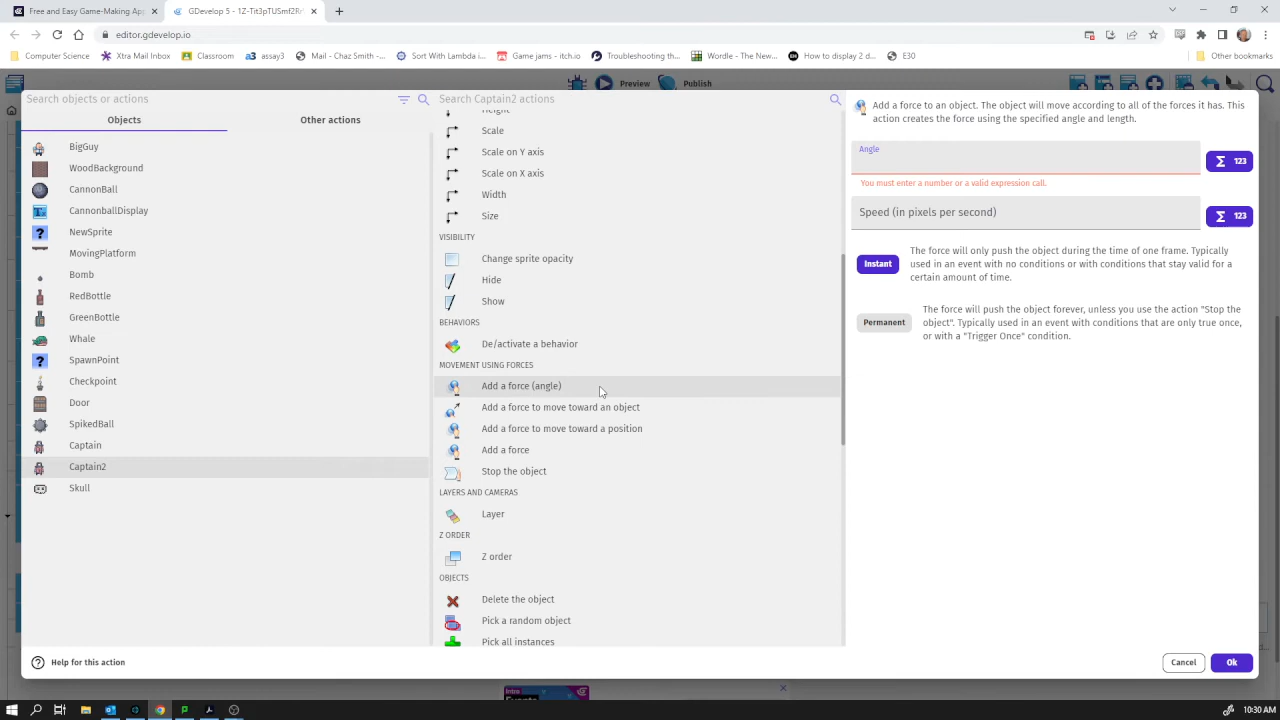 Free and Easy Game-Making App
GDevelop 5 - 1Z-Tit3pTUSmf2R
editor.gdevelop.io
Computer Science
Xtra Mail Inbox
Classroom
assay3
Mail - Chaz Smith -...
Sort With Lambda i...
Game jams - itch.io
Troubleshooting th...
Wordle - The New...
How to display 2 d...
E30
Other bookmarks
Preview
Publish
Search objects or actions
Objects
Other actions
BigGuy
WoodBackground
CannonBall
CannonballDisplay
NewSprite
MovingPlatform
Bomb
RedBottle
GreenBottle
Whale
SpawnPoint
Checkpoint
Door
SpikedBall
Captain
Captain2
Skull
Search Captain2 actions
Height
Scale
Scale on Y axis
Scale on X axis
Width
Size
VISIBILITY
Change sprite opacity
Hide
Show
BEHAVIORS
De/activate a behavior
MOVEMENT USING FORCES
Add a force (angle)
Add a force to move toward an object
Add a force to move toward a position
Add a force
Stop the object
LAYERS AND CAMERAS
Layer
Z ORDER
Z order
OBJECTS
Delete the object
Pick a random object
Pick all instances
Add a force to an object. The object will move according to all of the forces it has. This
action creates the force using the specified angle and length.
Angle
Σ 123
You must enter a number or a valid expression call.
Speed (in pixels per second)
Σ 123
Instant
The force will only push the object during the time of one frame. Typically
used in an event with no conditions or with conditions that stay valid for a
certain amount of time.
Permanent
The force will push the object forever, unless you use the action "Stop the
object". Typically used in an event with conditions that are only true once,
or with a "Trigger Once" condition.
Help for this action
Cancel
Ok
Intro
10:30 AM